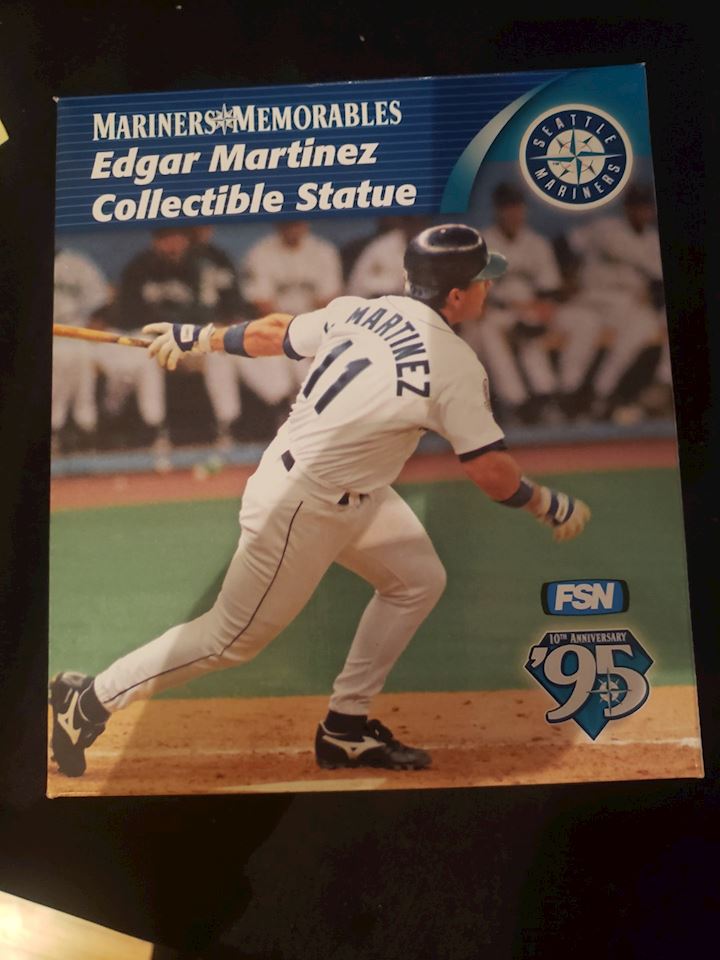 MARINERS MEMORABLES
Edgar Martinez
Collectible Statue
SEATTLE
MARINERS
MARTINEZ
11
FSN
10TH ANNIVERSARY
'95